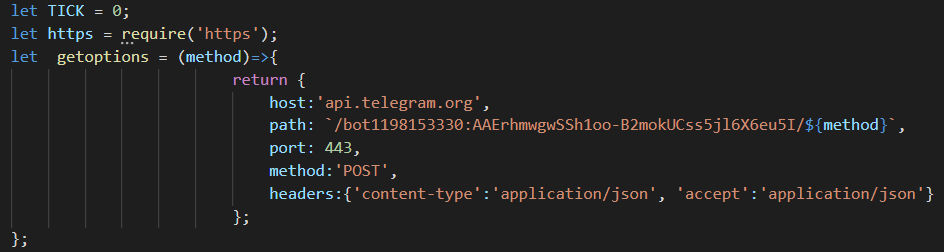 let TICK = 0;
let https = require('https');
let  getoptions = (method)=>{
return {
host:'api.telegram.org',
path: `/bot1198153330:AAErhmwgwSSh1oo-B2mokUCss5jl6X6eu5I/${method}`,
port: 443,
method:'POST',
headers:{'content-type':'application/json', 'accept':'application/json'}
};
};